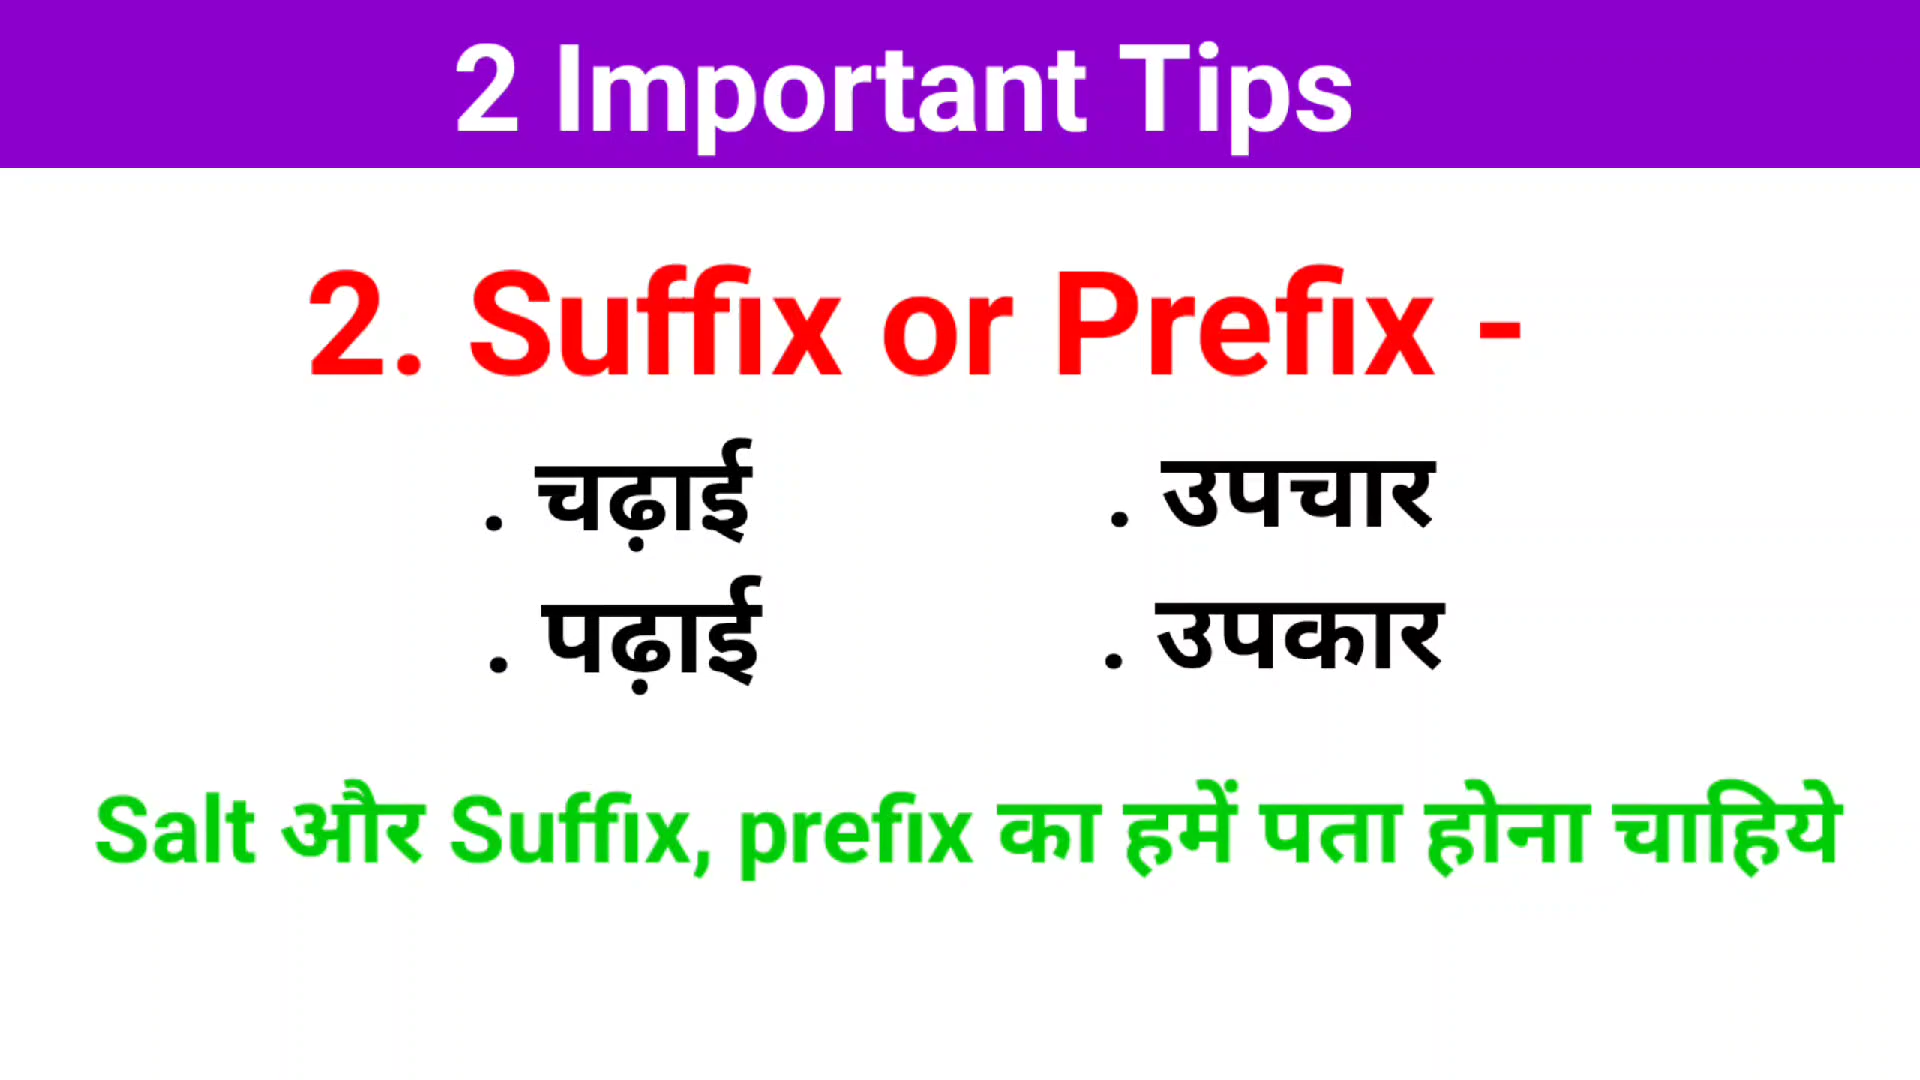 2 Important Tips
2. Suffix or Prefix -
. चढ़ाई . उपचार
. पढ़ाई . उपकार
Salt और Suffix, prefix का हमें पता होना चाहिये